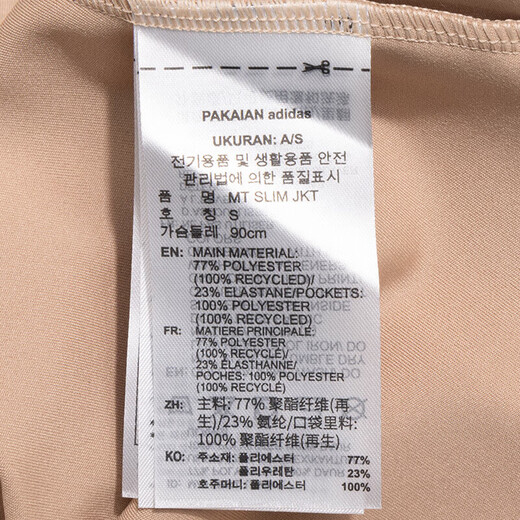 PAKAIAN adidas
UKURAN: A/S
전기용품 및 생활용품 안전
관리법에 의한 품질표시
품 명 MT SLIM JKT
호 칭 S
가슴둘레 90cm
EN: MAIN MATERIAL:
77% POLYESTER
(100% RECYCLED)/
23% ELASTANE/POCKETS:
100% POLYESTER
(100% RECYCLED)
FR: MATIERE PRINCIPALE:
77% POLYESTER
(100% RECYCLÉ)/
23% ÉLASTHANNE/
POCHES: 100% POLYESTER
(100% RECYCLÉ)
ZH: 主料: 77% 聚酯纤维(再
生)/23% 氨纶/口袋里料:
100% 聚酯纤维(再生)
KO: 주소재: 폴리에스터 77%
폴리우레탄 23%
호주머니: 폴리에스터 100%